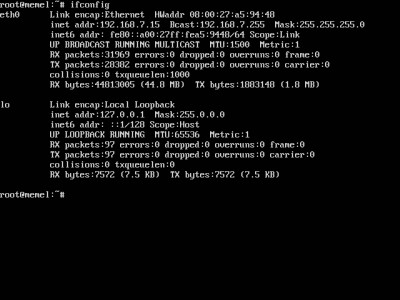 root@memel:~# ifconfig
eth0 Link encap:Ethernet HWaddr 08:00:27:a5:94:48
inet addr:192.168.7.15 Bcast:192.168.7.255 Mask:255.255.255.0
inet6 addr: fe80::a00:27ff:fea5:9448/64 Scope:Link
UP BROADCAST RUNNING MULTICAST MTU:1500 Metric:1
RX packets:31969 errors:0 dropped:0 overruns:0 frame:0
TX packets:28382 errors:0 dropped:0 overruns:0 carrier:0
collisions:0 txqueuelen:1000
RX bytes:44813005 (44.8 MB) TX bytes:1883148 (1.8 MB)
lo Link encap:Local Loopback
inet addr:127.0.0.1 Mask:255.0.0.0
inet6 addr: ::1/128 Scope:Host
UP LOOPBACK RUNNING MTU:65536 Metric:1
RX packets:97 errors:0 dropped:0 overruns:0 frame:0
TX packets:97 errors:0 dropped:0 overruns:0 carrier:0
collisions:0 txqueuelen:0
RX bytes:7572 (7.5 KB) TX bytes:7572 (7.5 KB)
root@memel:~#